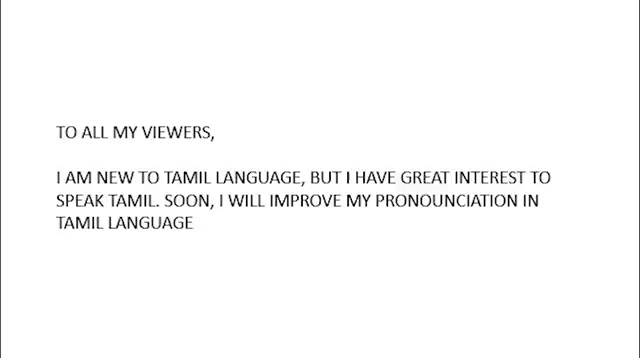 TO ALL MY VIEWERS,
I AM NEW TO TAMIL LANGUAGE, BUT I HAVE GREAT INTEREST TO
SPEAK TAMIL. SOON, I WILL IMPROVE MY PRONOUNCIATION IN
TAMIL LANGUAGE